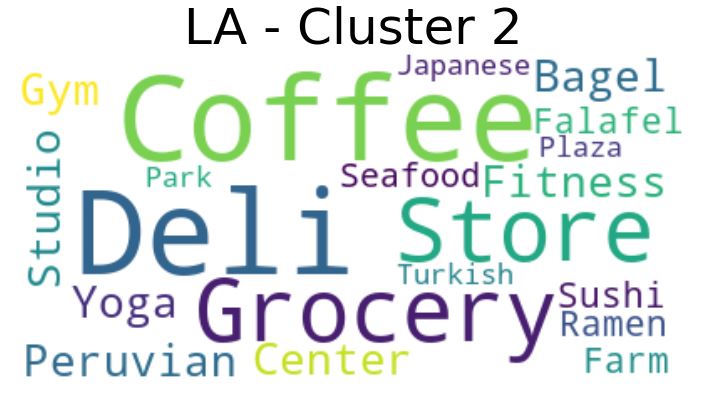 LA - Cluster 2
Japanese
Gym
Coffee
Bagel
Falafel
Plaza
Studio
Park
Seafood
Fitness
Deli
Store
Turkish
Yoga
Grocery
Sushi
Ramen
Peruvian
Center
Farm